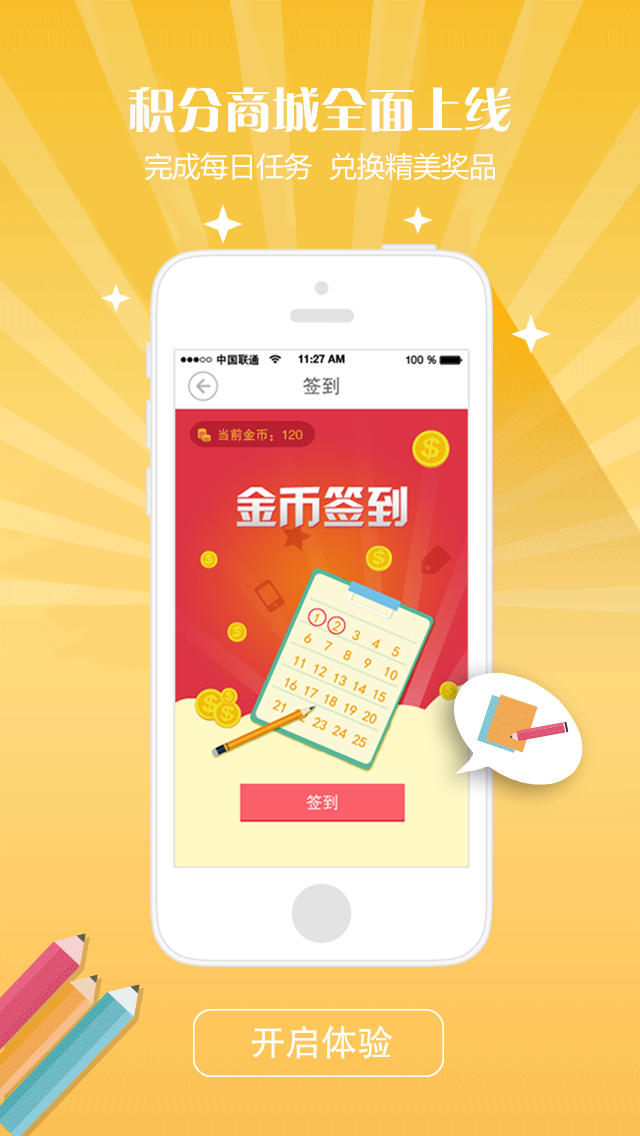 积分商城全面上线
完成每日任务 兑换精美奖品
中国联通 11:27 AM 100 %
签到
当前金币：120
金币签到
1 2 3 4 5
6 7 8 9 10
11 12 13 14 15
16 17 18 19 20
21 23 24 25
签到
开启体验